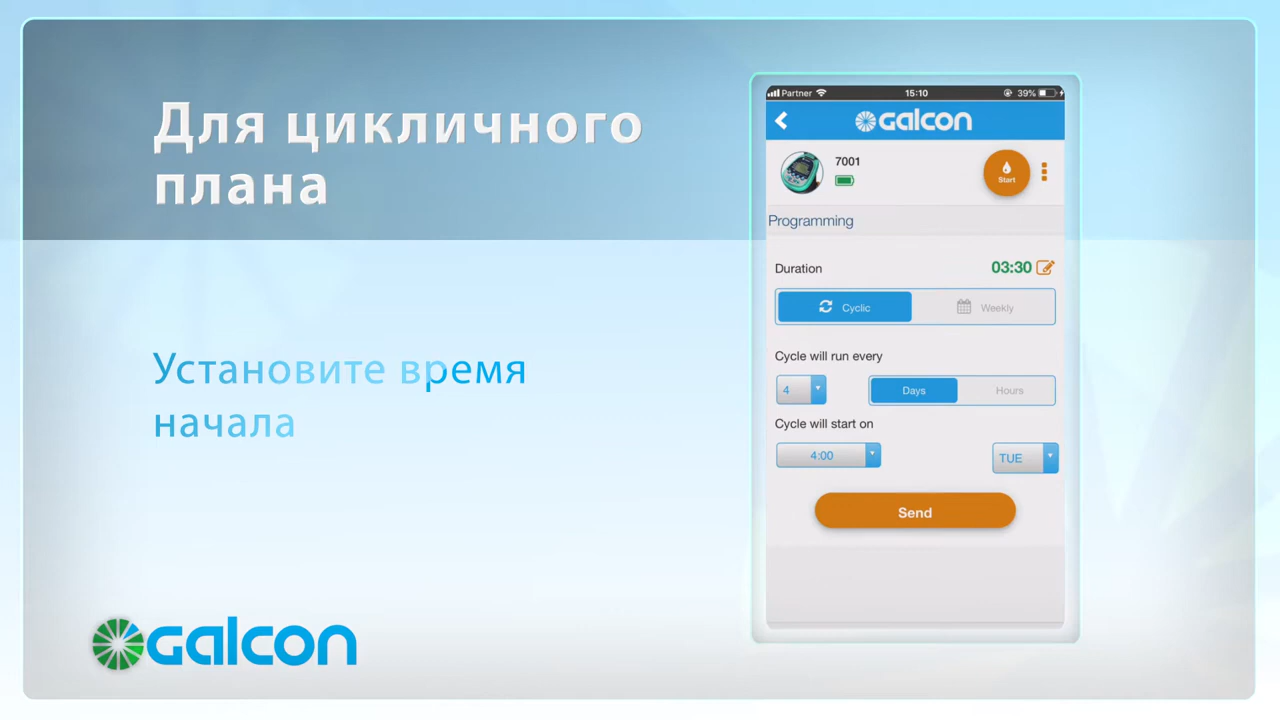 Для цикличного
плана
Установите время
начала
GALCON
Partner 15:10 39%
GALCON
7001
Start
Programming
Duration 03:30
Cyclic Weekly
Cycle will run every
4 Days Hours
Cycle will start on
4:00 TUE
Send